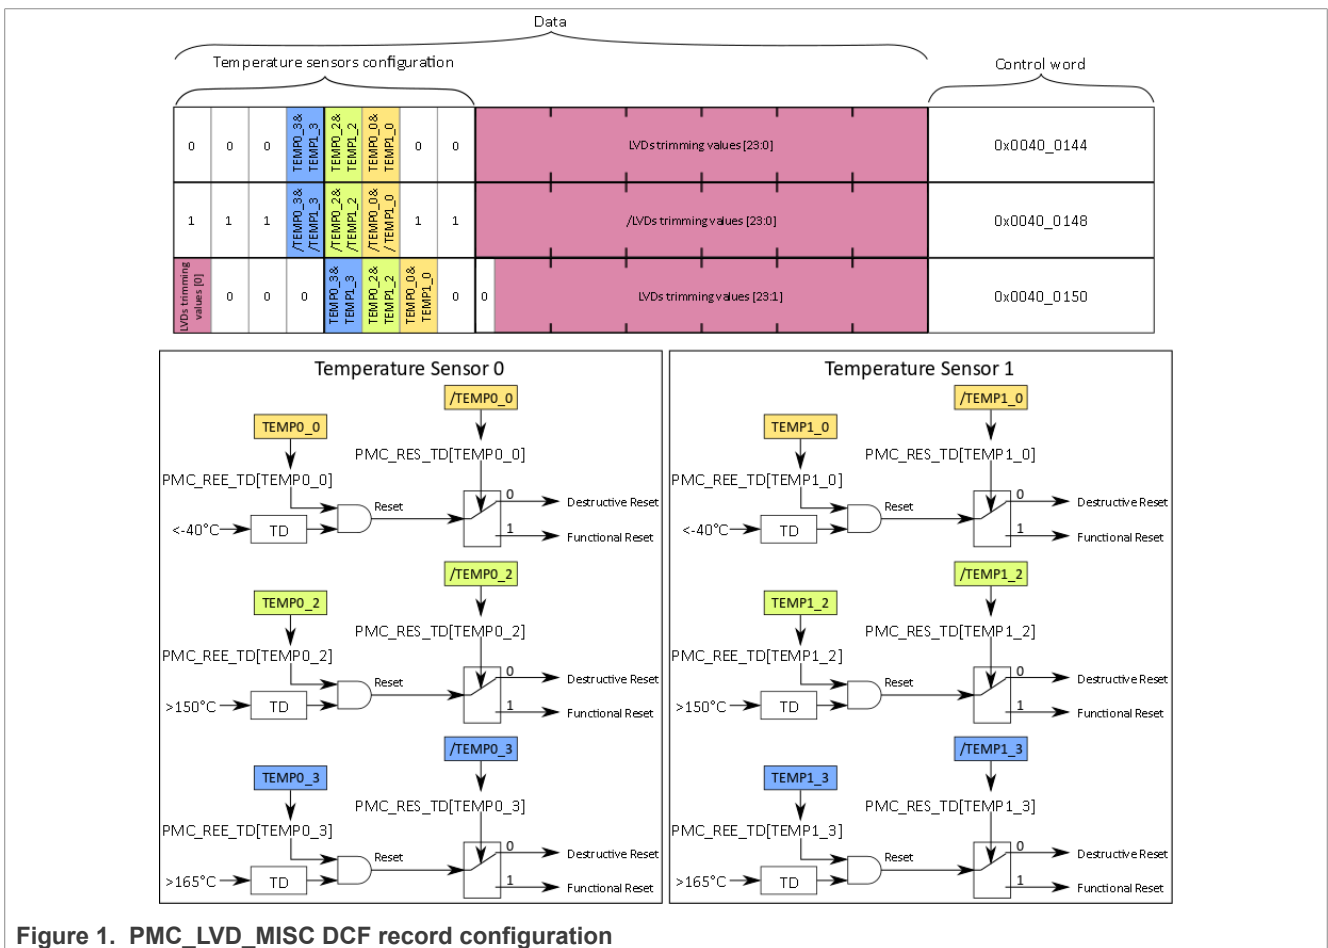 Data
Temperature sensors configuration
Control word
0 0 0 TEMP0_3& TEMP1_3 TEMP0_2& TEMP1_2 TEMP0_0& TEMP1_0 0 0 LVDs trimming values [23:0] 0x0040_0144
1 1 1 /TEMP0_3& /TEMP1_3 /TEMP0_2& /TEMP1_2 /TEMP0_0& /TEMP1_0 1 1 /LVDs trimming values [23:0] 0x0040_0148
LVDs trimming values [0] 0 0 0 TEMP0_3& TEMP1_3 TEMP0_2& TEMP1_2 TEMP0_0& TEMP1_0 0 0 LVDs trimming values [23:1] 0x0040_0150
Temperature Sensor 0
/TEMP0_0
TEMP0_0
PMC_RES_TD[TEMP0_0]
PMC_REE_TD[TEMP0_0]
Reset
0
Destructive Reset
<-40°C
TD
1
Functional Reset
/TEMP0_2
TEMP0_2
PMC_RES_TD[TEMP0_2]
PMC_REE_TD[TEMP0_2]
Reset
0
Destructive Reset
>150°C
TD
1
Functional Reset
/TEMP0_3
TEMP0_3
PMC_RES_TD[TEMP0_3]
PMC_REE_TD[TEMP0_3]
Reset
0
Destructive Reset
>165°C
TD
1
Functional Reset
Temperature Sensor 1
/TEMP1_0
TEMP1_0
PMC_RES_TD[TEMP1_0]
PMC_REE_TD[TEMP1_0]
Reset
0
Destructive Reset
<-40°C
TD
1
Functional Reset
/TEMP1_2
TEMP1_2
PMC_RES_TD[TEMP1_2]
PMC_REE_TD[TEMP1_2]
Reset
0
Destructive Reset
>150°C
TD
1
Functional Reset
/TEMP1_3
TEMP1_3
PMC_RES_TD[TEMP1_3]
PMC_REE_TD[TEMP1_3]
Reset
0
Destructive Reset
>165°C
TD
1
Functional Reset
Figure 1. PMC_LVD_MISC DCF record configuration